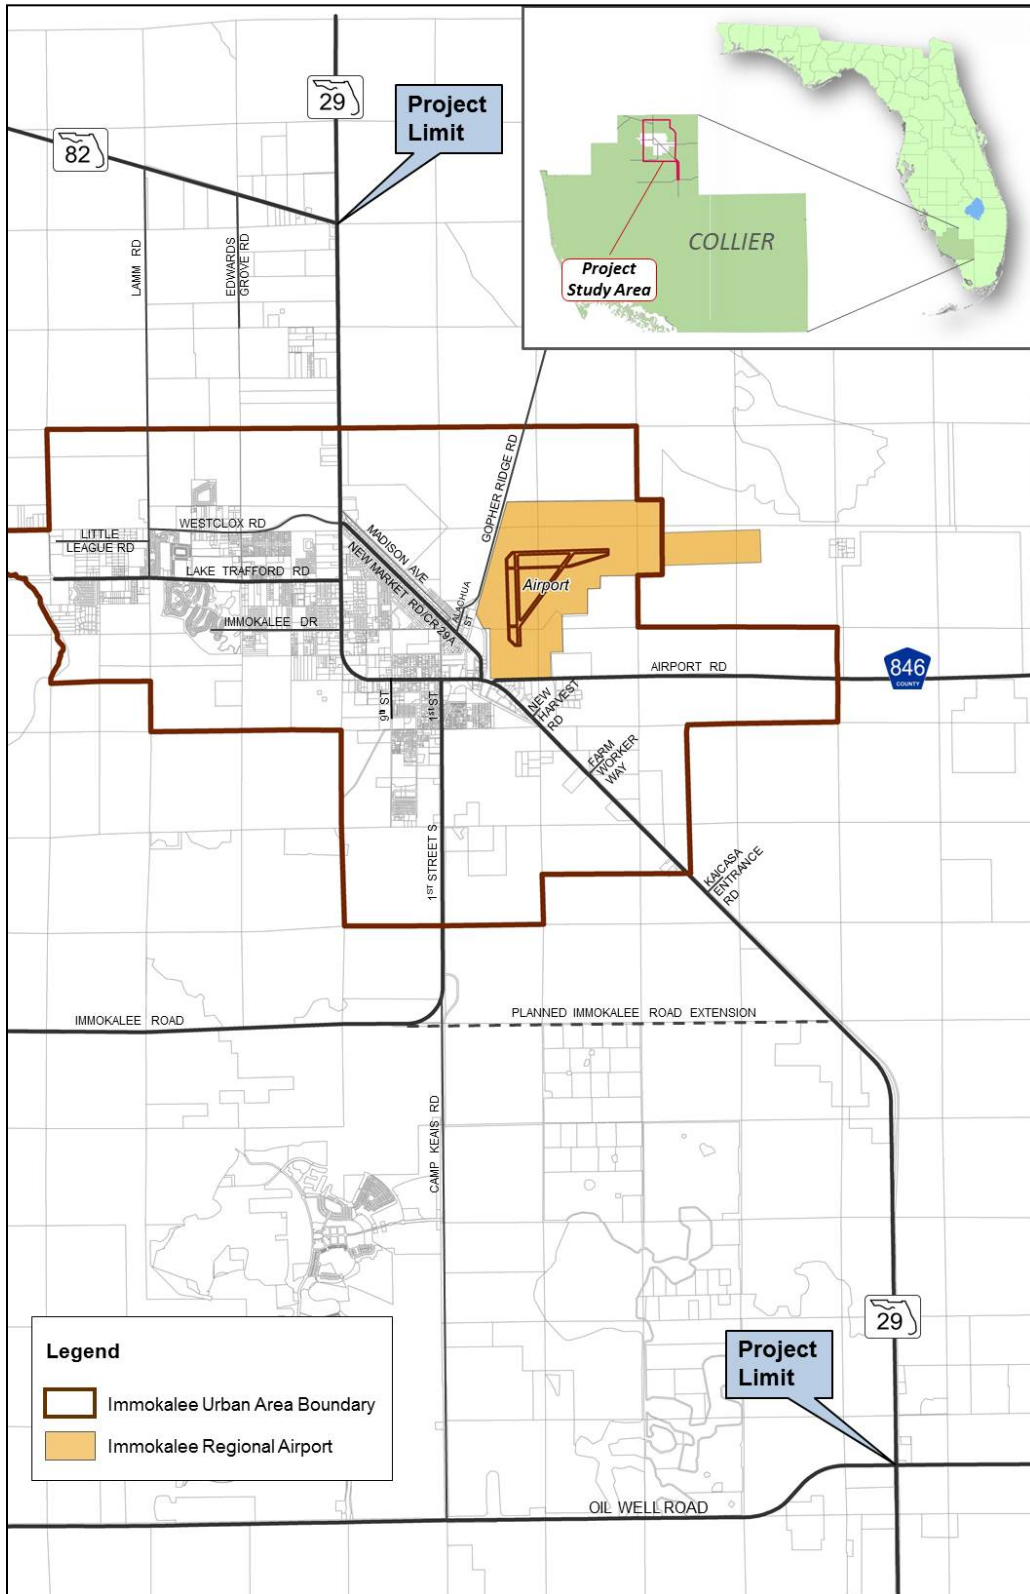 29
Project
Limit
82
COLLIER
Project
Study Area
LAMM RD
EDWARDS
GROVE RD
GOPHER RIDGE RD
WESTCLOX RD
MADISON AVE
LITTLE
LEAGUE RD
NEW MARKET RD/CR 29A
LAKE TRAFFORD RD
Airport
ALACHUA
ST
IMMOKALEE DR
AIRPORT RD
846
COUNTY
9TH ST
1ST ST
NEW
HARVEST
RD
FARM
WORKER
WAY
1ST STREET S
KAICASA
ENTRANCE
RD
IMMOKALEE ROAD
PLANNED IMMOKALEE ROAD EXTENSION
CAMP KEAIS RD
29
Project
Limit
Legend
Immokalee Urban Area Boundary
Immokalee Regional Airport
OIL WELL ROAD